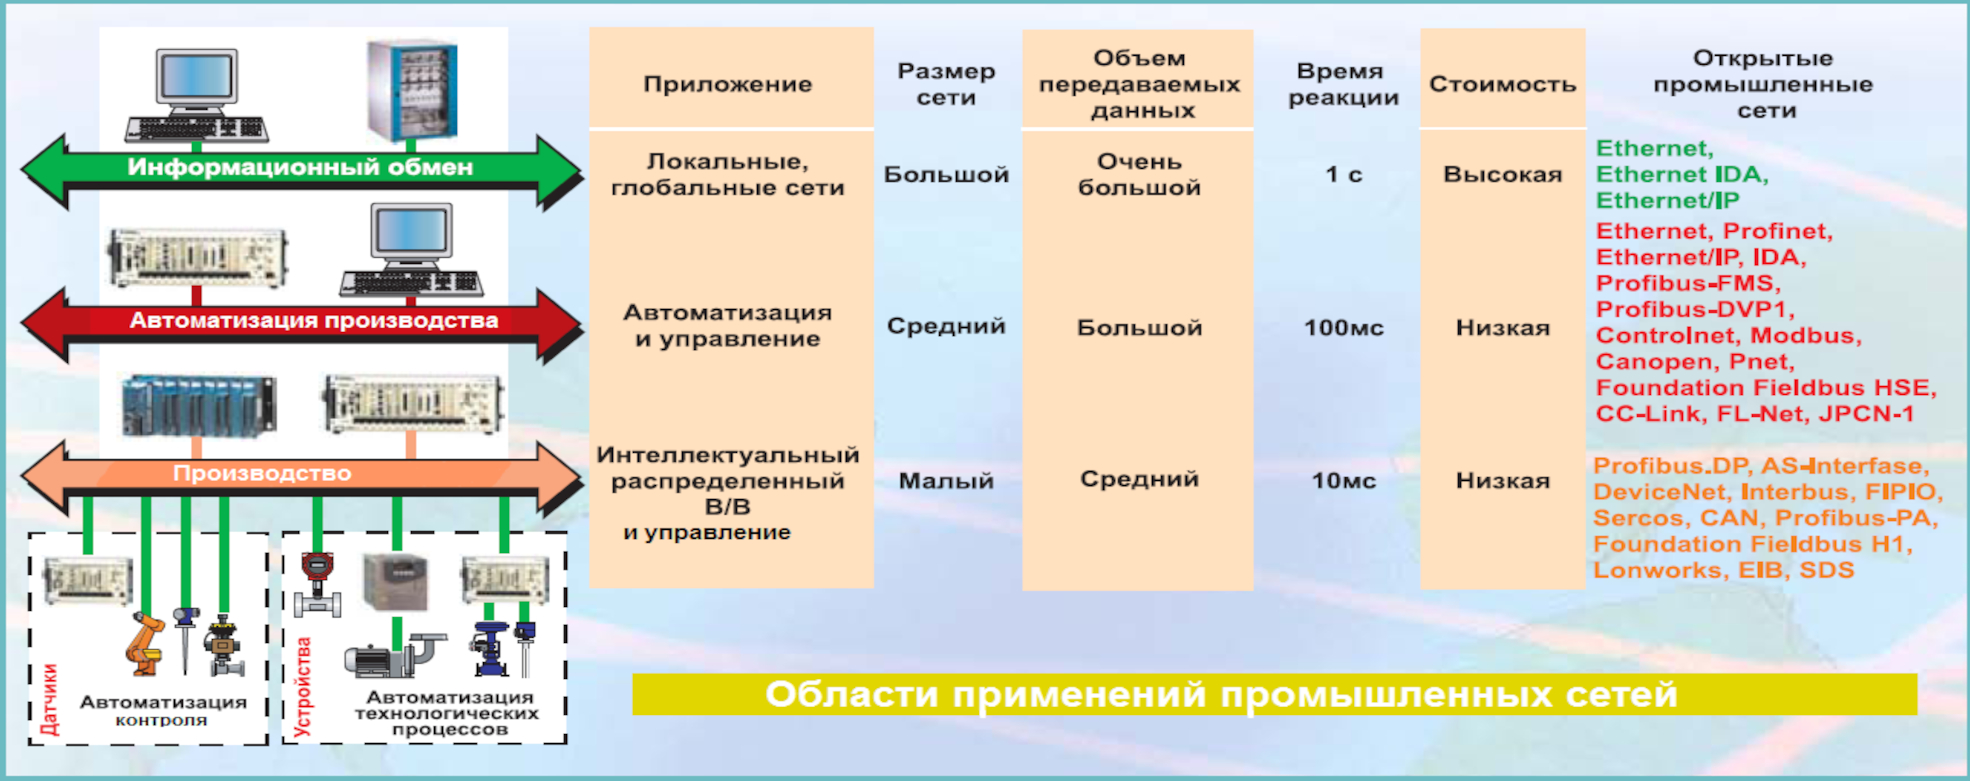 Информационный обмен
Автоматизация производства
Производство
Датчики
Автоматизация
контроля
Устройства
Автоматизация
технологических
процессов
Приложение
Размер
сети
Объем
передаваемых
данных
Время
реакции
Стоимость
Открытые
промышленные
сети
Локальные,
глобальные сети
Большой
Очень
большой
1 с
Высокая
Ethernet,
Ethernet IDA,
Ethernet/IP
Автоматизация
и управление
Средний
Большой
100мс
Низкая
Ethernet, Profinet,
Ethernet/IP, IDA,
Profibus-FMS,
Profibus-DVP1,
Controlnet, Modbus,
Canopen, Pnet,
Foundation Fieldbus HSE,
CC-Link, FL-Net, JPCN-1
Интеллектуальный
распределенный
В/В
и управление
Малый
Средний
10мс
Низкая
Profibus.DP, AS-Interfase,
DeviceNet, Interbus, FIPIO,
Sercos, CAN, Profibus-PA,
Foundation Fieldbus H1,
Lonworks, EIB, SDS
Области применений промышленных сетей